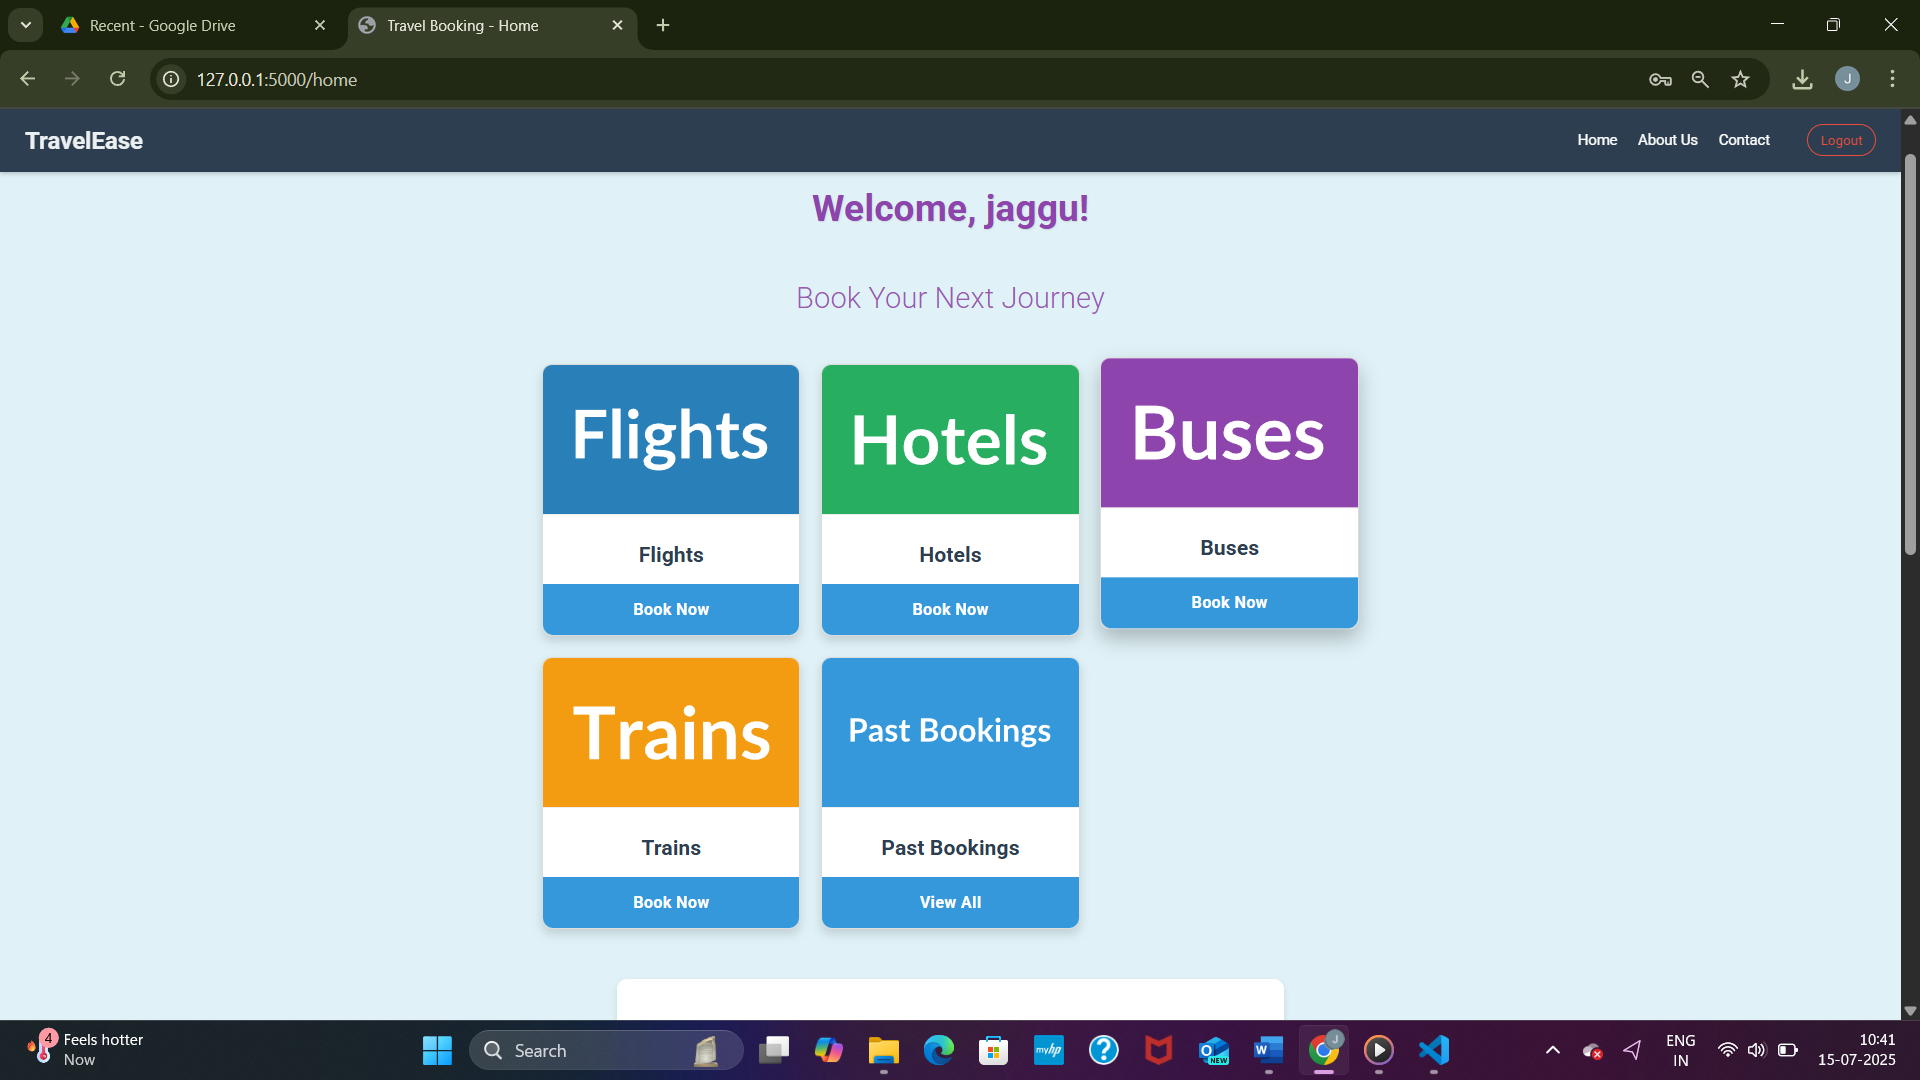 Recent - Google Drive
Travel Booking - Home
127.0.0.1:5000/home
J
TravelEase
Home
About Us
Contact
Logout
Welcome, jaggu!
Book Your Next Journey
Flights
Hotels
Buses
Flights
Hotels
Buses
Book Now
Book Now
Book Now
Trains
Past Bookings
Trains
Past Bookings
Book Now
View All
4
Feels hotter
Now
Search
myhp
NEW
W
J
ENG
IN
10:41
15-07-2025